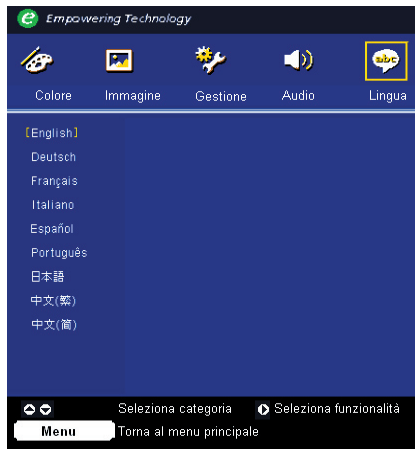 e Empowering Technology
abc
Colore Immagine Gestione Audio Lingua
[English]
Deutsch
Français
Italiano
Español
Português
日本語
中文(繁)
中文(简)
Seleziona categoria Seleziona funzionalità
Menu Torna al menu principale